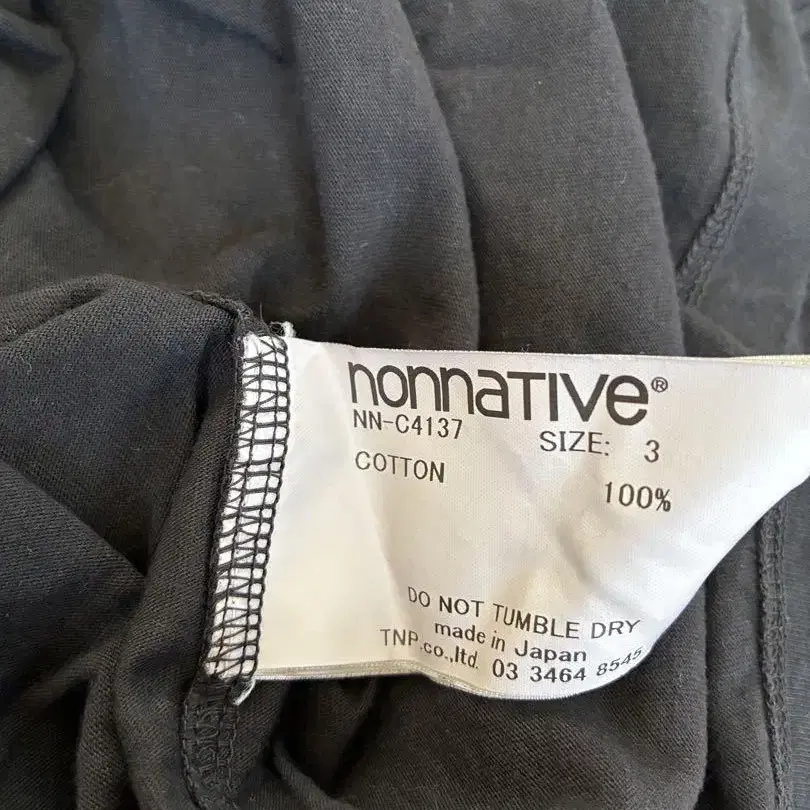 nonnative®
NN-C4137
SIZE: 3
COTTON
100%
DO NOT TUMBLE DRY
made in Japan
TNP.co.,ltd. 03 3464 8545